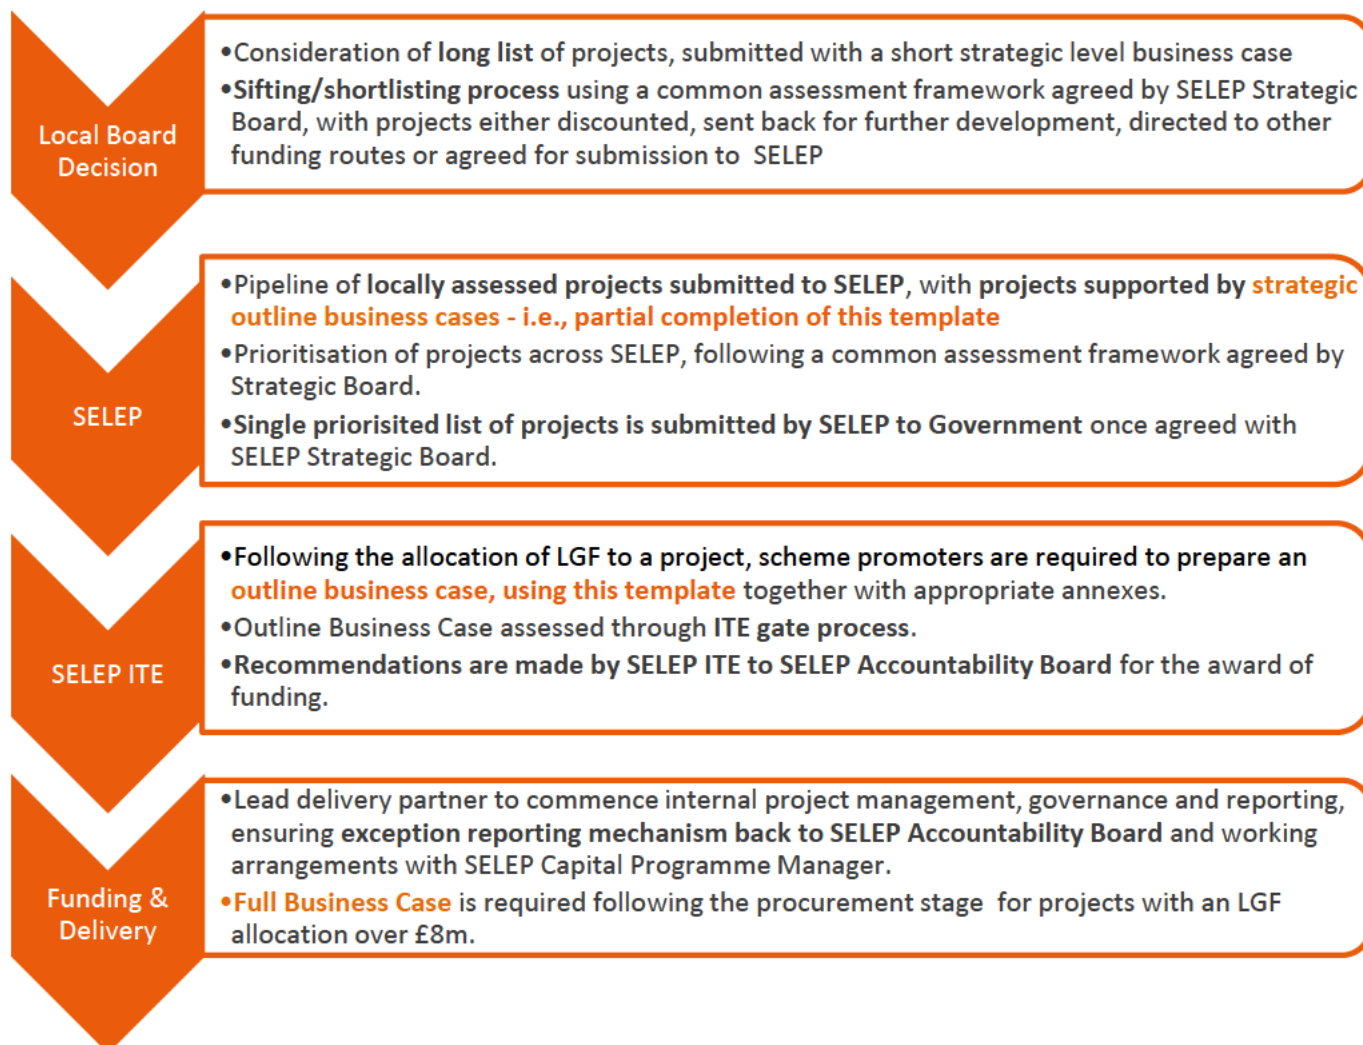 Local Board
Decision
•Consideration of long list of projects, submitted with a short strategic level business case
•Sifting/shortlisting process using a common assessment framework agreed by SELEP Strategic
Board, with projects either discounted, sent back for further development, directed to other
funding routes or agreed for submission to SELEP
SELEP
•Pipeline of locally assessed projects submitted to SELEP, with projects supported by strategic
outline business cases - i.e., partial completion of this template
•Prioritisation of projects across SELEP, following a common assessment framework agreed by
Strategic Board.
•Single priorisited list of projects is submitted by SELEP to Government once agreed with
SELEP Strategic Board.
SELEP ITE
•Following the allocation of LGF to a project, scheme promoters are required to prepare an
outline business case, using this template together with appropriate annexes.
•Outline Business Case assessed through ITE gate process.
•Recommendations are made by SELEP ITE to SELEP Accountability Board for the award of
funding.
Funding &
Delivery
•Lead delivery partner to commence internal project management, governance and reporting,
ensuring exception reporting mechanism back to SELEP Accountability Board and working
arrangements with SELEP Capital Programme Manager.
•Full Business Case is required following the procurement stage for projects with an LGF
allocation over £8m.